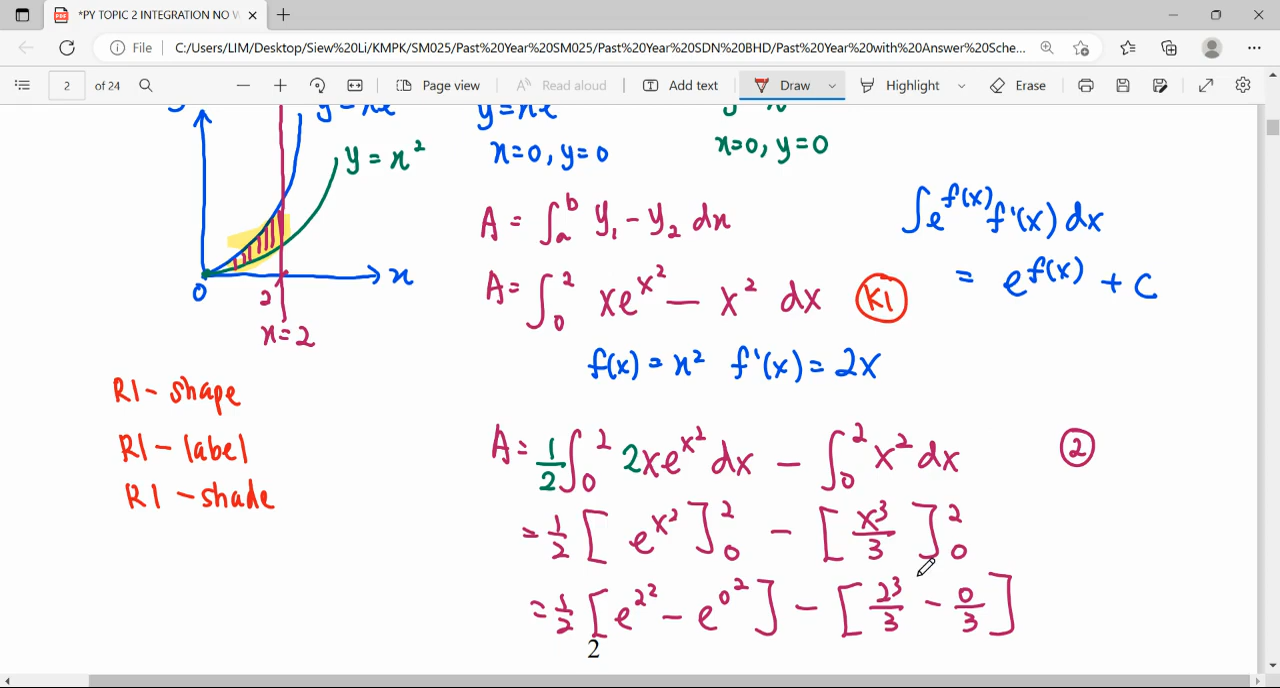 *PY TOPIC 2 INTEGRATION NO W
File C:/Users/LIM/Desktop/Siew%20Li/KMPK/SM025/Past%20Year%20SM025/Past%20Year%20SDN%20BHD/Past%20Year%20with%20Answer%20Sche...
2 of 24 Page view Read aloud Add text Draw Highlight Erase
y = x²
x=0, y=0
x=0, y=0
0
2
x
x=2
A = ∫ₐᵇ y₁ - y₂ dx
A = ∫₀² xe^x² - x² dx K1
∫e^f(x) f'(x) dx
= e^f(x) + c
f(x) = x² f'(x) = 2x
R1 - shape
R1 - label
R1 - shade
A = 1/2 ∫₀² 2xe^x² dx - ∫₀² x² dx 2
= 1/2 [e^x²]₀² - [x³/3]₀²
= 1/2 [e^2² - e^0²] - [2³/3 - 0/3]
2